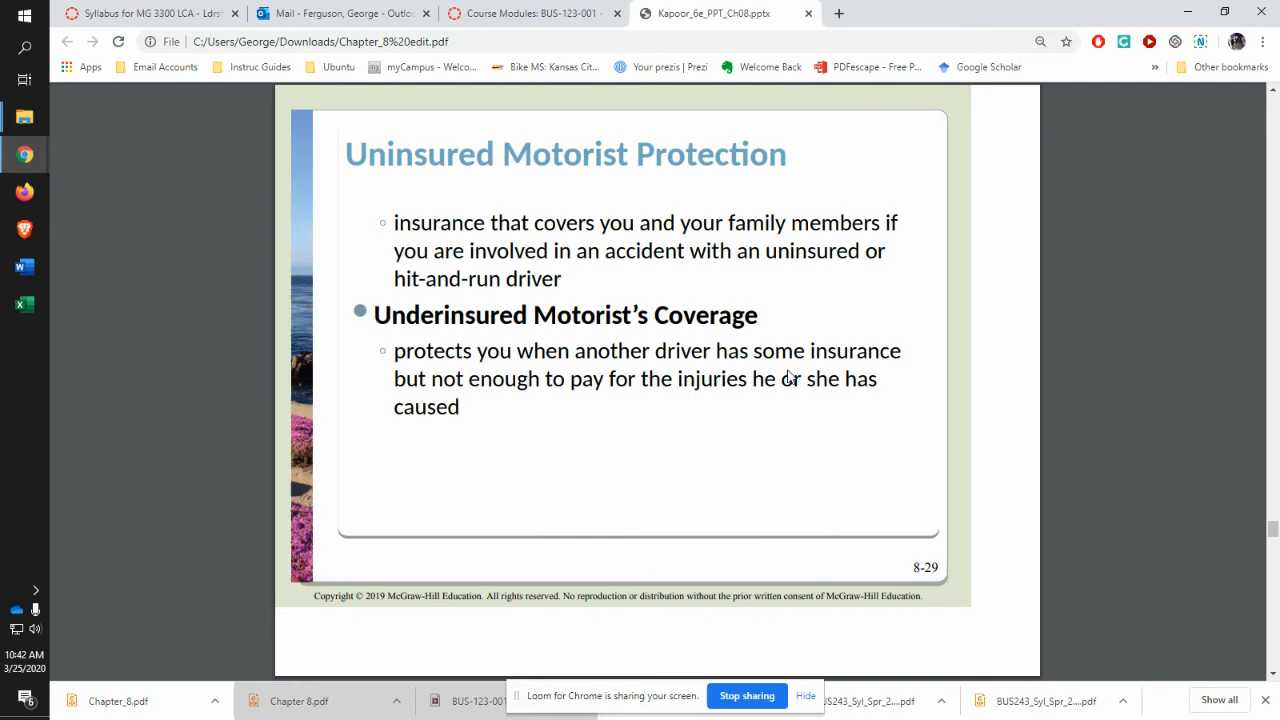 Syllabus for MG 3300 LCA - Ldrsh
Mail - Ferguson, George - Outloo
Course Modules: BUS-123-001 -
Kapoor_6e_PPT_Ch08.pptx
File
C:/Users/George/Downloads/Chapter_8%20edit.pdf
Apps
Email Accounts
Instruc Guides
Ubuntu
myCampus - Welco...
Bike MS: Kansas Cit...
Your prezis | Prezi
Welcome Back
PDFescape - Free P...
Google Scholar
»
Other bookmarks
Uninsured Motorist Protection
insurance that covers you and your family members if
you are involved in an accident with an uninsured or
hit-and-run driver
Underinsured Motorist’s Coverage
protects you when another driver has some insurance
but not enough to pay for the injuries he or she has
caused
8-29
Copyright © 2019 McGraw-Hill Education. All rights reserved. No reproduction or distribution without the prior written consent of McGraw-Hill Education.
10:42 AM
3/25/2020
6
Chapter_8.pdf
Chapter 8.pdf
BUS-123-001
Loom for Chrome is sharing your screen.
Stop sharing
Hide
BUS243_Syl_Spr_2....pdf
BUS243_Syl_Spr_2....pdf
Show all